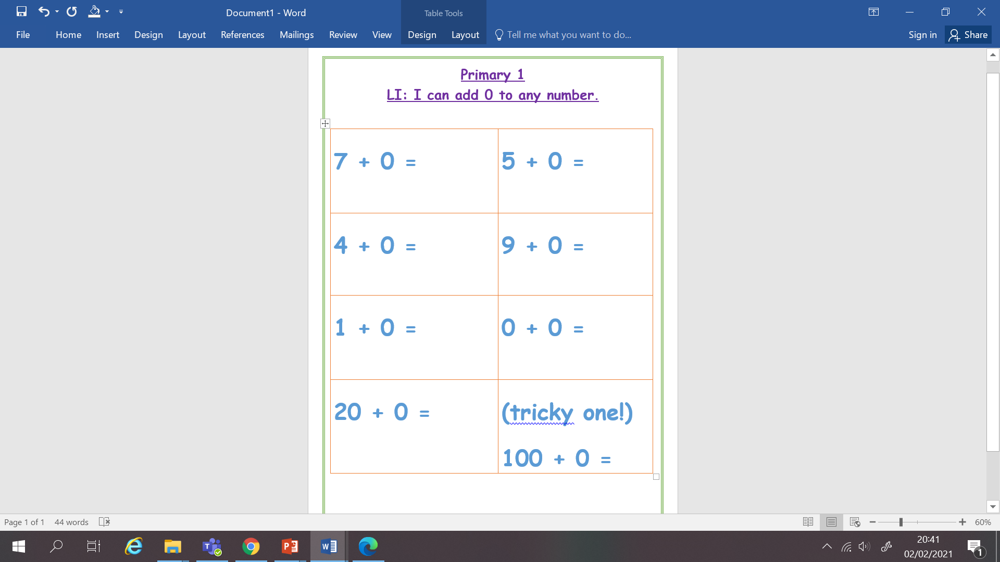 Document1 - Word
Table Tools
File Home Insert Design Layout References Mailings Review View Design Layout Tell me what you want to do... Sign in Share
Primary 1
LI: I can add 0 to any number.
7 + 0 =
5 + 0 =
4 + 0 =
9 + 0 =
1 + 0 =
0 + 0 =
20 + 0 =
(tricky one!)
100 + 0 =
Page 1 of 1 44 words 60%
20:41
02/02/2021
1